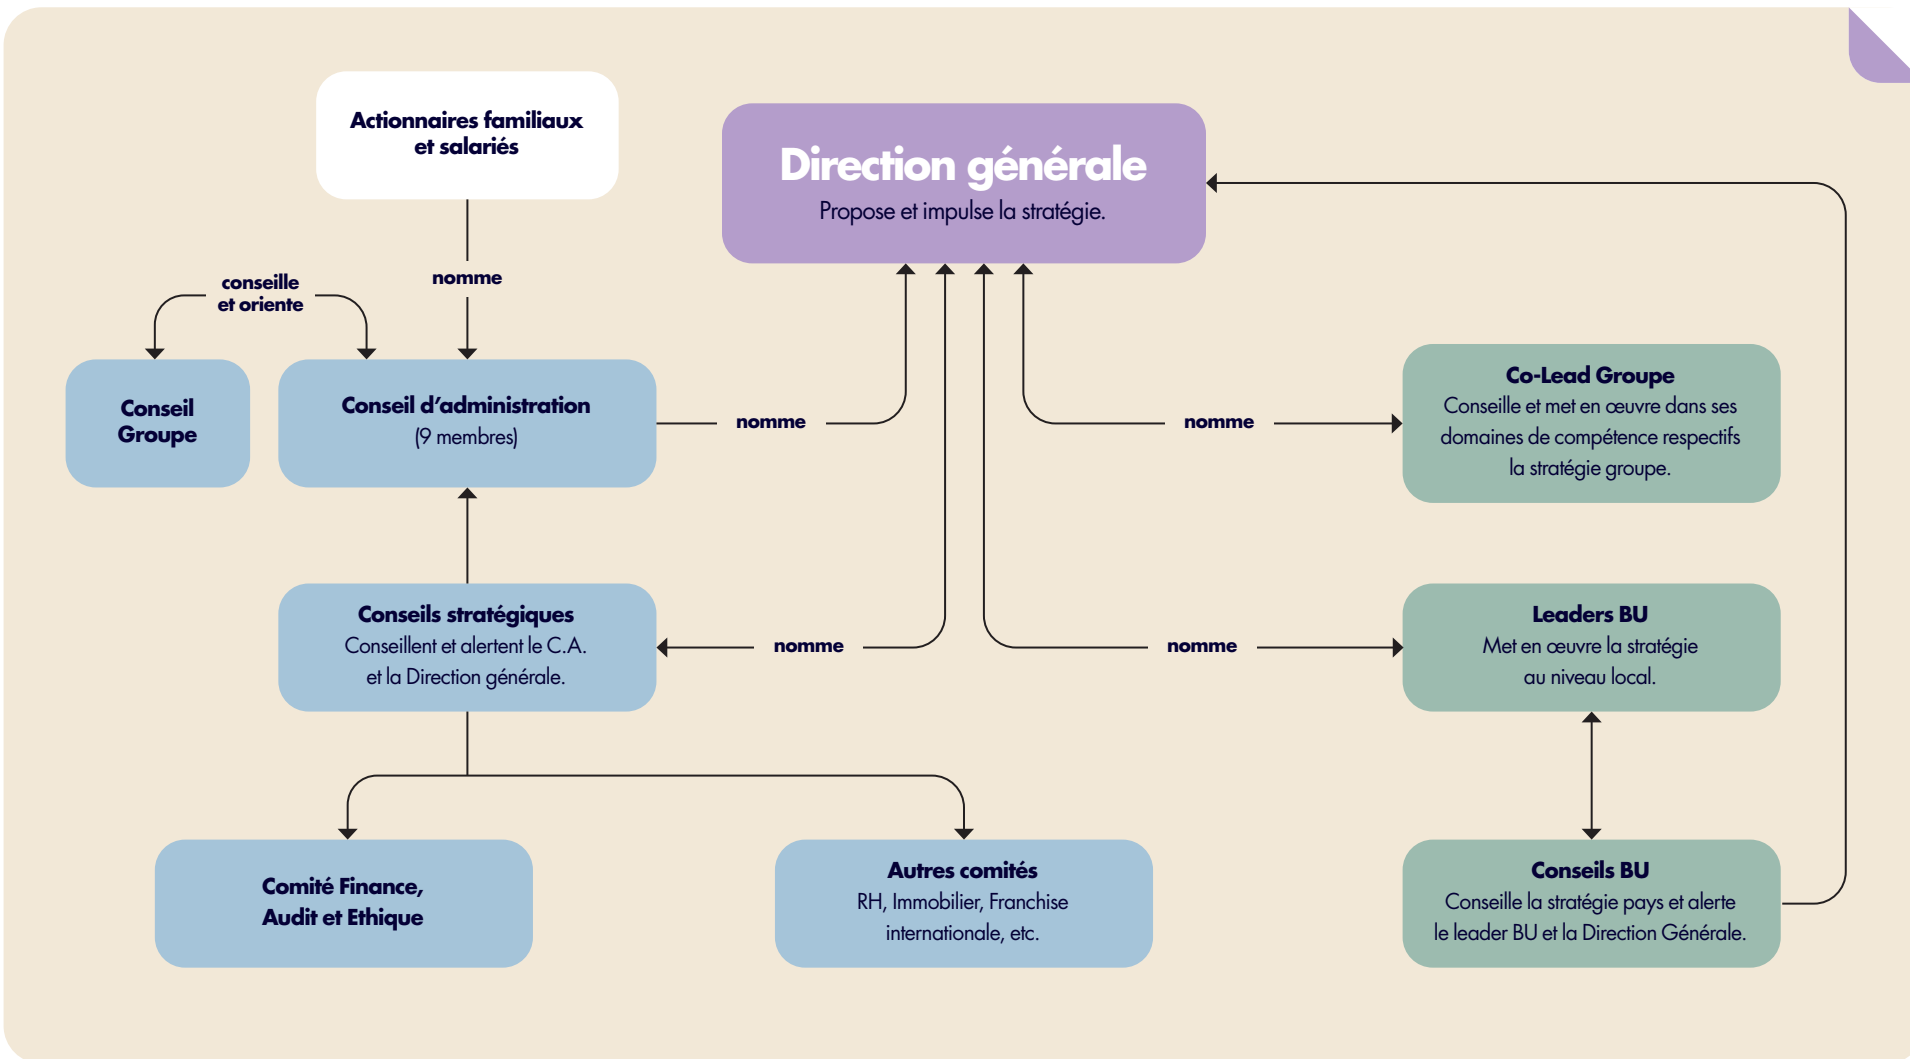 Actionnaires familiaux
et salariés
Direction générale
Propose et impulse la stratégie.
conseille
et oriente
nomme
Conseil
Groupe
Conseil d’administration
(9 membres)
nomme
nomme
Co-Lead Groupe
Conseille et met en œuvre dans ses
domaines de compétence respectifs
la stratégie groupe.
Conseils stratégiques
Conseillent et alertent le C.A.
et la Direction générale.
nomme
nomme
Leaders BU
Met en œuvre la stratégie
au niveau local.
Comité Finance,
Audit et Ethique
Autres comités
RH, Immobilier, Franchise
internationale, etc.
Conseils BU
Conseille la stratégie pays et alerte
le leader BU et la Direction Générale.